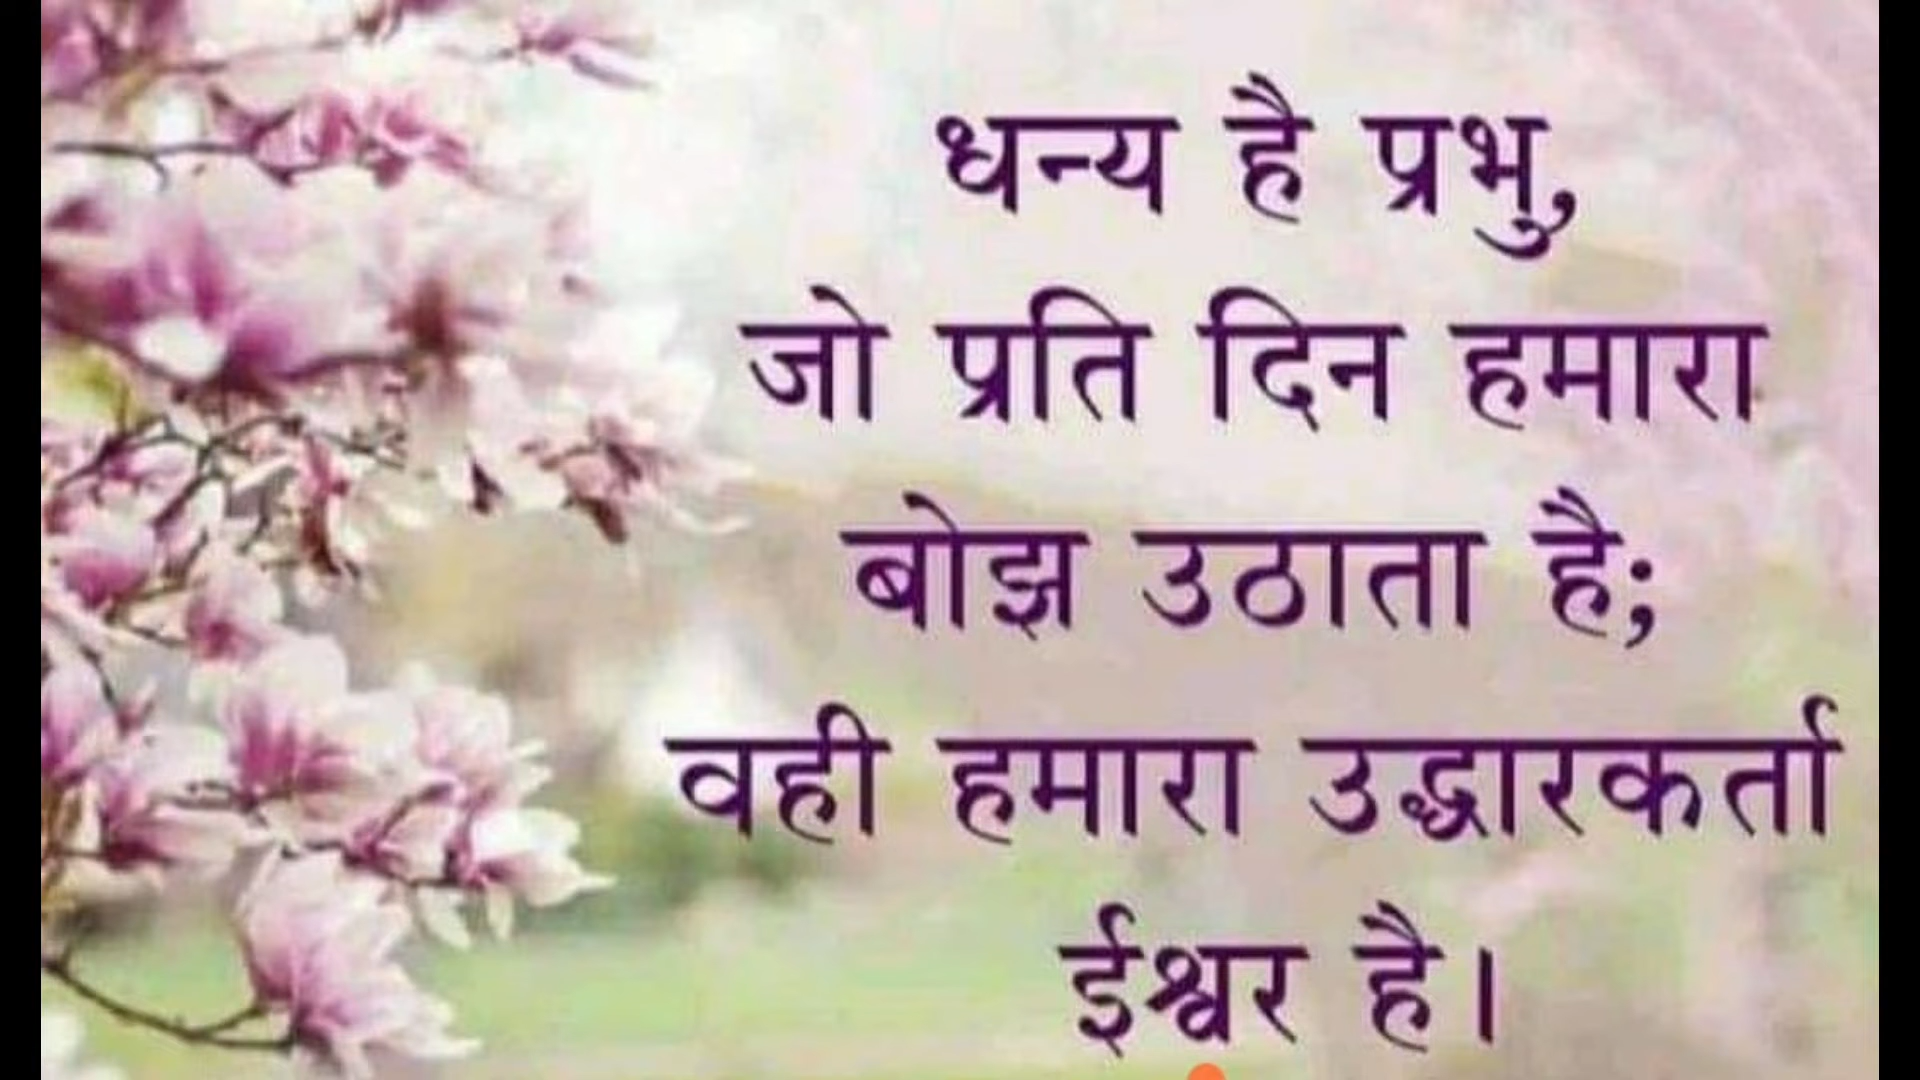 धन्य है प्रभु,
जो प्रति दिन हमारा
बोझ उठाता है;
वही हमारा उद्धारकर्ता
ईश्वर है।